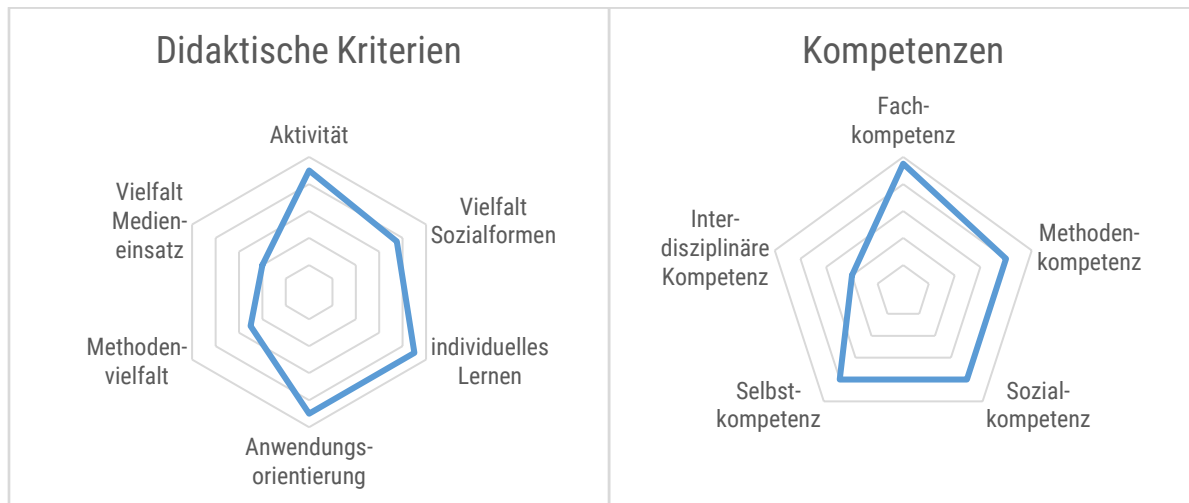 Didaktische Kriterien
Aktivität
Vielfalt
Sozialformen
individuelles
Lernen
Anwendungs-
orientierung
Methoden-
vielfalt
Vielfalt
Medien-
einsatz
Kompetenzen
Fach-
kompetenz
Methoden-
kompetenz
Sozial-
kompetenz
Selbst-
kompetenz
Inter-
disziplinäre
Kompetenz